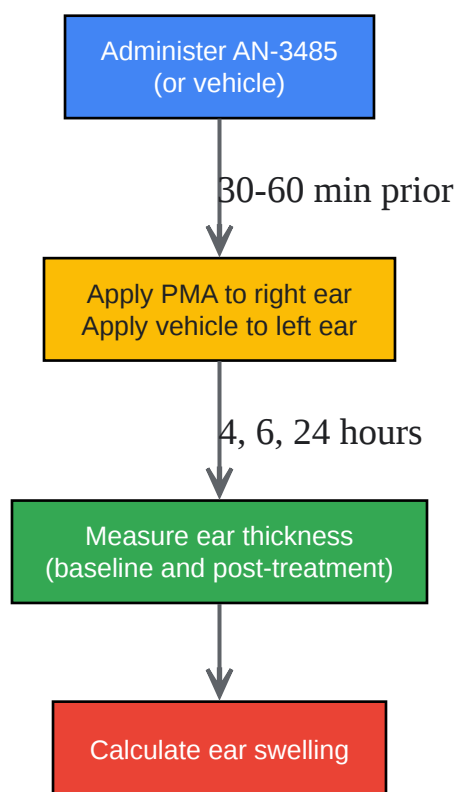 Administer AN-3485
(or vehicle)
30-60 min prior
Apply PMA to right ear
Apply vehicle to left ear
4, 6, 24 hours
Measure ear thickness
(baseline and post-treatment)
Calculate ear swelling